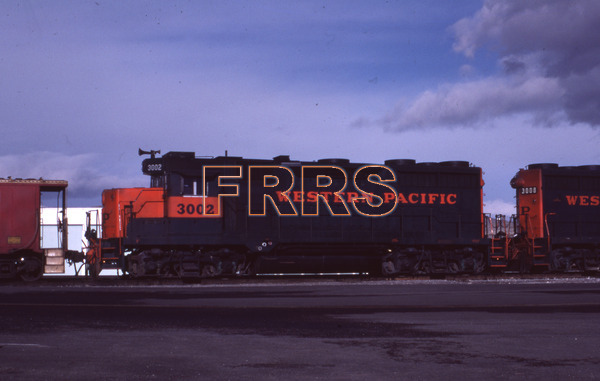 3002
3002
FRRS
WESTERN PACIFIC
3008
P
WES